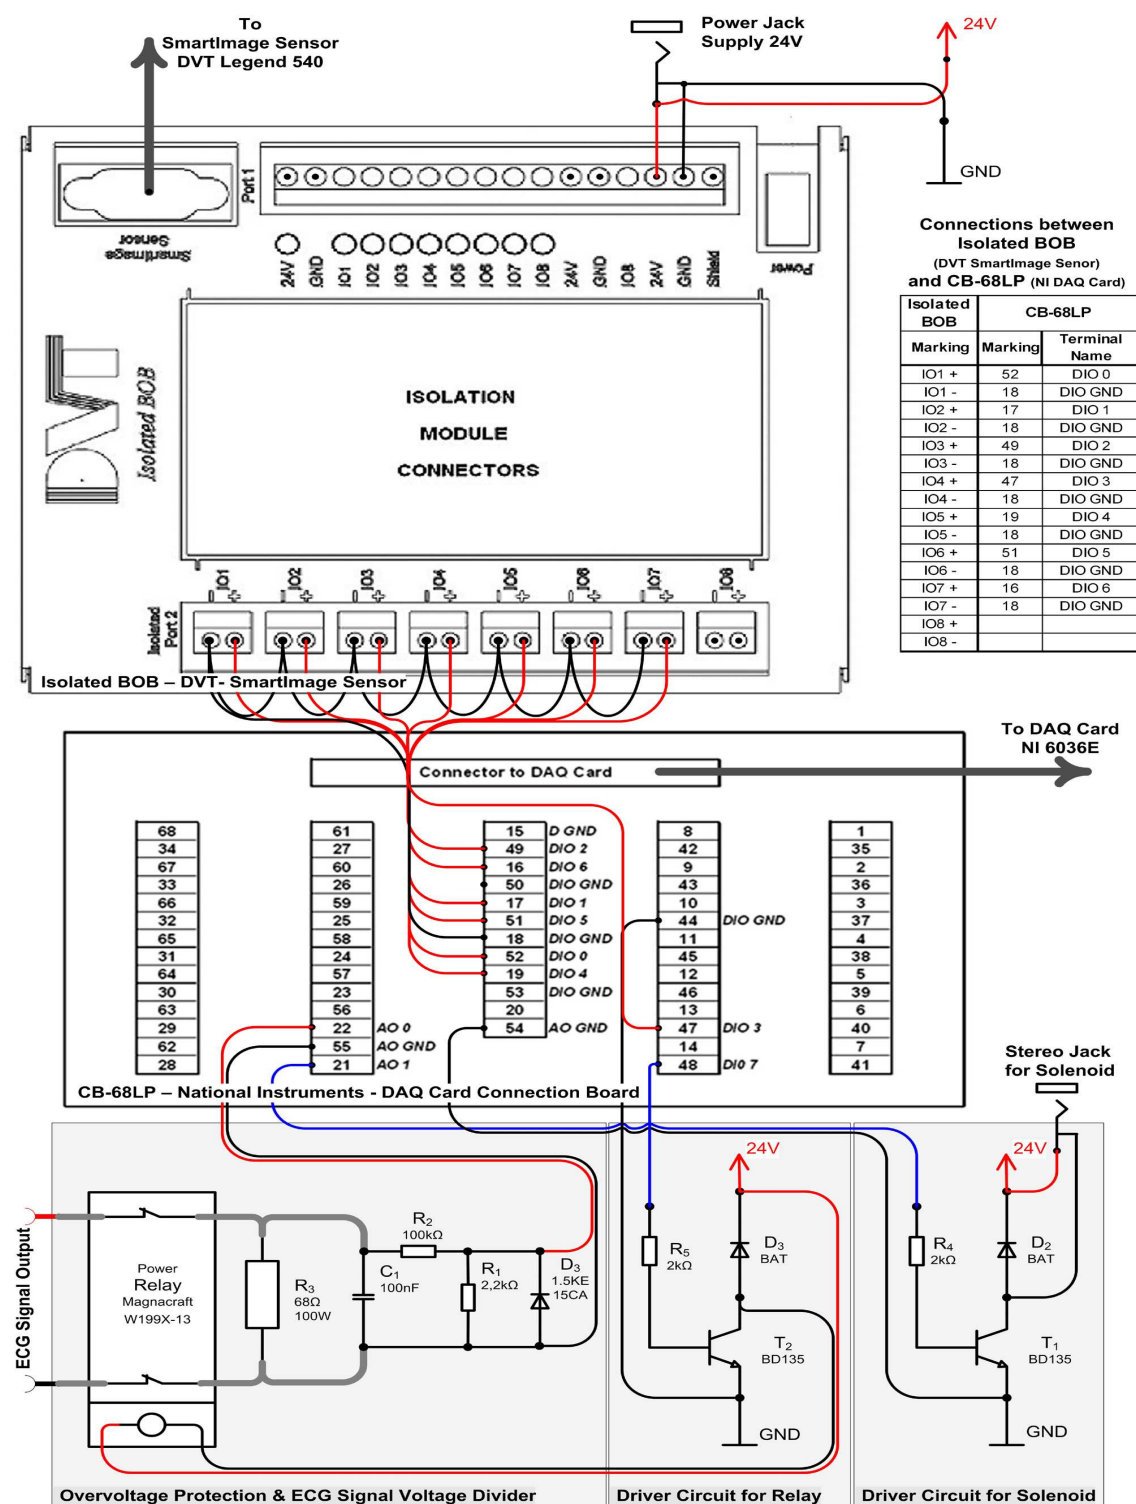 To
SmartImage Sensor
DVT Legend 540
Power Jack
Supply 24V
24V
GND
Port 1
SmartImage
Sensor
Power
24V GND IO1 IO2 IO3 IO4 IO5 IO6 IO7 IO8 24V GND IO8 24V GND Shield
DVT
Isolated BOB
ISOLATION
MODULE
CONNECTORS
Connections between
Isolated BOB
(DVT SmartImage Senor)
and CB-68LP (NI DAQ Card)
Isolated BOB CB-68LP
Marking Marking Terminal Name
IO1 + 52 DIO 0
IO1 - 18 DIO GND
IO2 + 17 DIO 1
IO2 - 18 DIO GND
IO3 + 49 DIO 2
IO3 - 18 DIO GND
IO4 + 47 DIO 3
IO4 - 18 DIO GND
IO5 + 19 DIO 4
IO5 - 18 DIO GND
IO6 + 51 DIO 5
IO6 - 18 DIO GND
IO7 + 16 DIO 6
IO7 - 18 DIO GND
IO8 +
IO8 -
IO1 IO2 IO3 IO4 IO5 IO6 IO7 IO8
- + - + - + - + - + - + - + - +
Isolated
Port 2
Isolated BOB – DVT- SmartImage Sensor
To DAQ Card
NI 6036E
Connector to DAQ Card
68
34
67
33
66
32
65
31
64
30
63
29
62
28
61
27
60
26
59
25
58
24
57
23
56
22 AO 0
55 AO GND
21 AO 1
15 D GND
49 DIO 2
16 DIO 6
50 DIO GND
17 DIO 1
51 DIO 5
18 DIO GND
52 DIO 0
19 DIO 4
53 DIO GND
20
54 AO GND
8
42
9
43
10
44 DIO GND
11
45
12
46
13
47 DIO 3
14
48 DI0 7
1
35
2
36
3
37
4
38
5
39
6
40
7
41
CB-68LP – National Instruments - DAQ Card Connection Board
Stereo Jack
for Solenoid
ECG Signal Output
Power
Relay
Magnacraft
W199X-13
R3
68Ω
100W
C1
100nF
R2
100kΩ
R1
2,2kΩ
D3
1.5KE
15CA
Overvoltage Protection & ECG Signal Voltage Divider
24V
R5
2kΩ
D3
BAT
T2
BD135
GND
Driver Circuit for Relay
24V
R4
2kΩ
D2
BAT
T1
BD135
GND
Driver Circuit for Solenoid